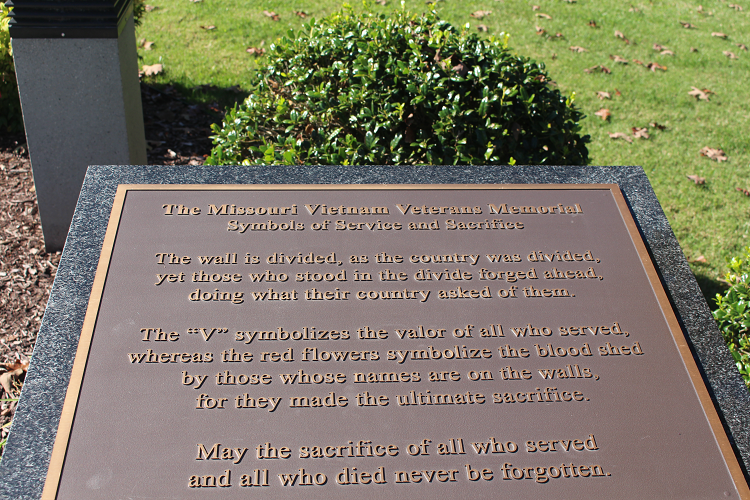 The Missouri Vietnam Veterans Memorial
Symbols of Service and Sacrifice
The wall is divided, as the country was divided,
yet those who stood in the divide forged ahead,
doing what their country asked of them.
The “V” symbolizes the valor of all who served,
whereas the red flowers symbolize the blood shed
by those whose names are on the walls,
for they made the ultimate sacrifice.
May the sacrifice of all who served
and all who died never be forgotten.